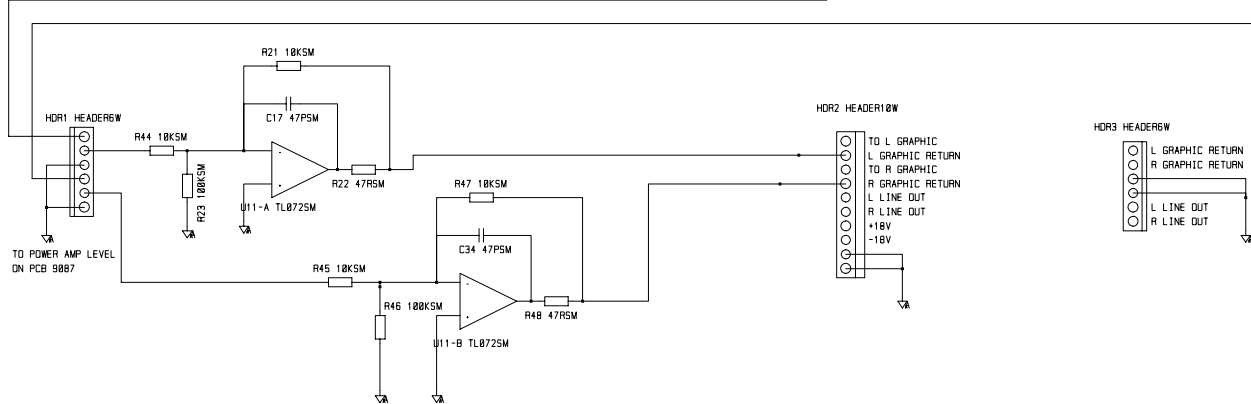 R21 10KSM
C17 47PSM
HDR1 HEADER6W
R44 10KSM
R23 100KSM
R22 47RSM
U11-A TL072SM
TO POWER AMP LEVEL
ON PCB 9087
R47 10KSM
C34 47PSM
R45 10KSM
R46 100KSM
R48 47RSM
U11-B TL072SM
HDR2 HEADER10W
TO L GRAPHIC
L GRAPHIC RETURN
TO R GRAPHIC
R GRAPHIC RETURN
L LINE OUT
R LINE OUT
+18V
-18V
HDR3 HEADER6W
L GRAPHIC RETURN
R GRAPHIC RETURN
L LINE OUT
R LINE OUT